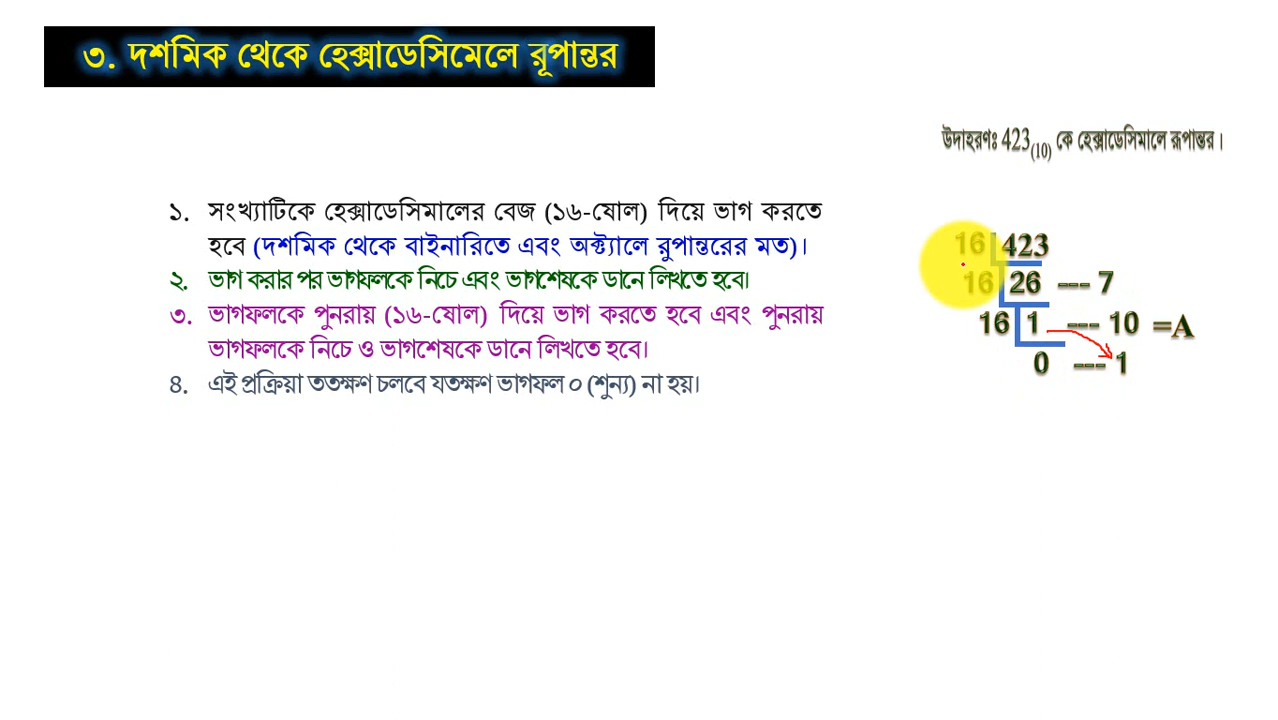 ৩. দশমিক থেকে হেক্সাডেসিমেলে রূপান্তর
উদাহরণঃ 423(10) কে হেক্সাডেসিমালে রূপান্তর।
১. সংখ্যাটিকে হেক্সাডেসিমালের বেজ (১৬-ষোল) দিয়ে ভাগ করতে
হবে (দশমিক থেকে বাইনারিতে এবং অক্ট্যালে রুপান্তরের মত)।
২. ভাগ করার পর ভাগফলকে নিচে এবং ভাগশেষকে ডানে লিখতে হবে।
৩. ভাগফলকে পুনরায় (১৬-ষোল) দিয়ে ভাগ করতে হবে এবং পুনরায়
ভাগফলকে নিচে ও ভাগশেষকে ডানে লিখতে হবে।
৪. এই প্রক্রিয়া ততক্ষণ চলবে যতক্ষণ ভাগফল ০ (শুন্য) না হয়।
16 423
16 26 --- 7
16 1 --- 10 =A
0 --- 1